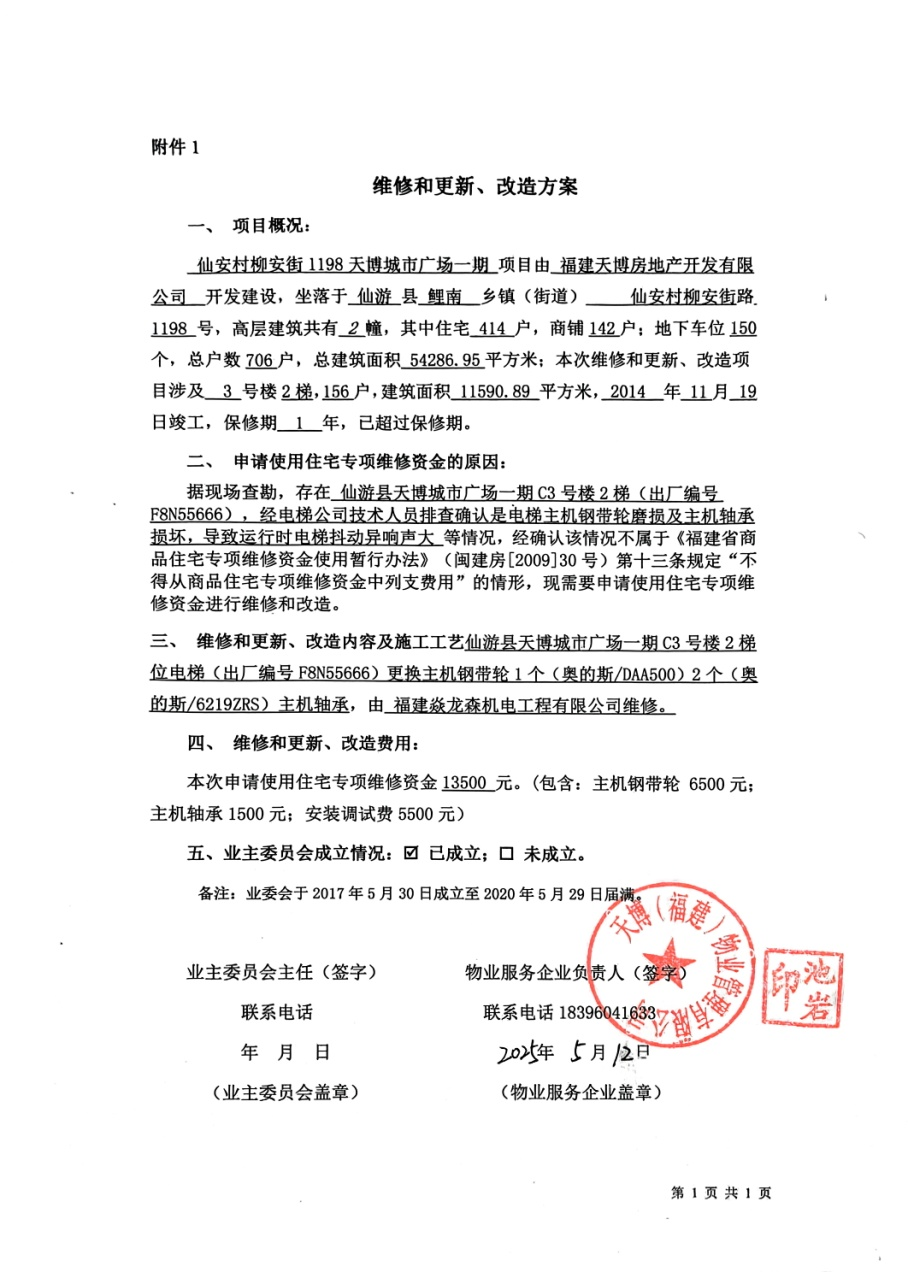 附件 1
维修和更新、改造方案
一、 项目概况：
仙安村柳安街 1198 天博城市广场一期 项目由 福建天博房地产开发有限
公司 开发建设，坐落于 仙游 县 鲤南 乡镇（街道） 仙安村柳安街路
1198 号，高层建筑共有 2 幢，其中住宅 414 户，商铺 142 户；地下车位 150
个，总户数 706 户，总建筑面积 54286.95 平方米；本次维修和更新、改造项
目涉及 3 号楼 2 梯，156 户，建筑面积 11590.89 平方米， 2014 年 11 月 19
日竣工，保修期 1 年，已超过保修期。
二、 申请使用住宅专项维修资金的原因：
据现场查勘，存在 仙游县天博城市广场一期 C3 号楼 2 梯（出厂编号
F8N55666），经电梯公司技术人员排查确认是电梯主机钢带轮磨损及主机轴承
损坏，导致运行时电梯抖动异响声大 等情况，经确认该情况不属于《福建省商
品住宅专项维修资金使用暂行办法》（闽建房[2009]30 号）第十三条规定“不
得从商品住宅专项维修资金中列支费用”的情形，现需要申请使用住宅专项维
修资金进行维修和改造。
三、 维修和更新、改造内容及施工工艺仙游县天博城市广场一期 C3 号楼 2 梯
位电梯（出厂编号 F8N55666）更换主机钢带轮 1 个（奥的斯/DAA500）2 个（奥
的斯/6219ZRS）主机轴承，由 福建焱龙森机电工程有限公司维修。
四、 维修和更新、改造费用：
本次申请使用住宅专项维修资金 13500 元。(包含：主机钢带轮 6500 元；
主机轴承 1500 元；安装调试费 5500 元）
五、业主委员会成立情况：☑ 已成立；☐ 未成立。
备注：业委会于 2017 年 5 月 30 日成立至 2020 年 5 月 29 日届满。
天博（福建）物业管理有限公司
业主委员会主任（签字） 物业服务企业负责人（签字）
池岩印
联系电话 联系电话 18396041633
年 月 日 2025年 5 月 12 日
（业主委员会盖章） （物业服务企业盖章）
第 1 页 共 1 页